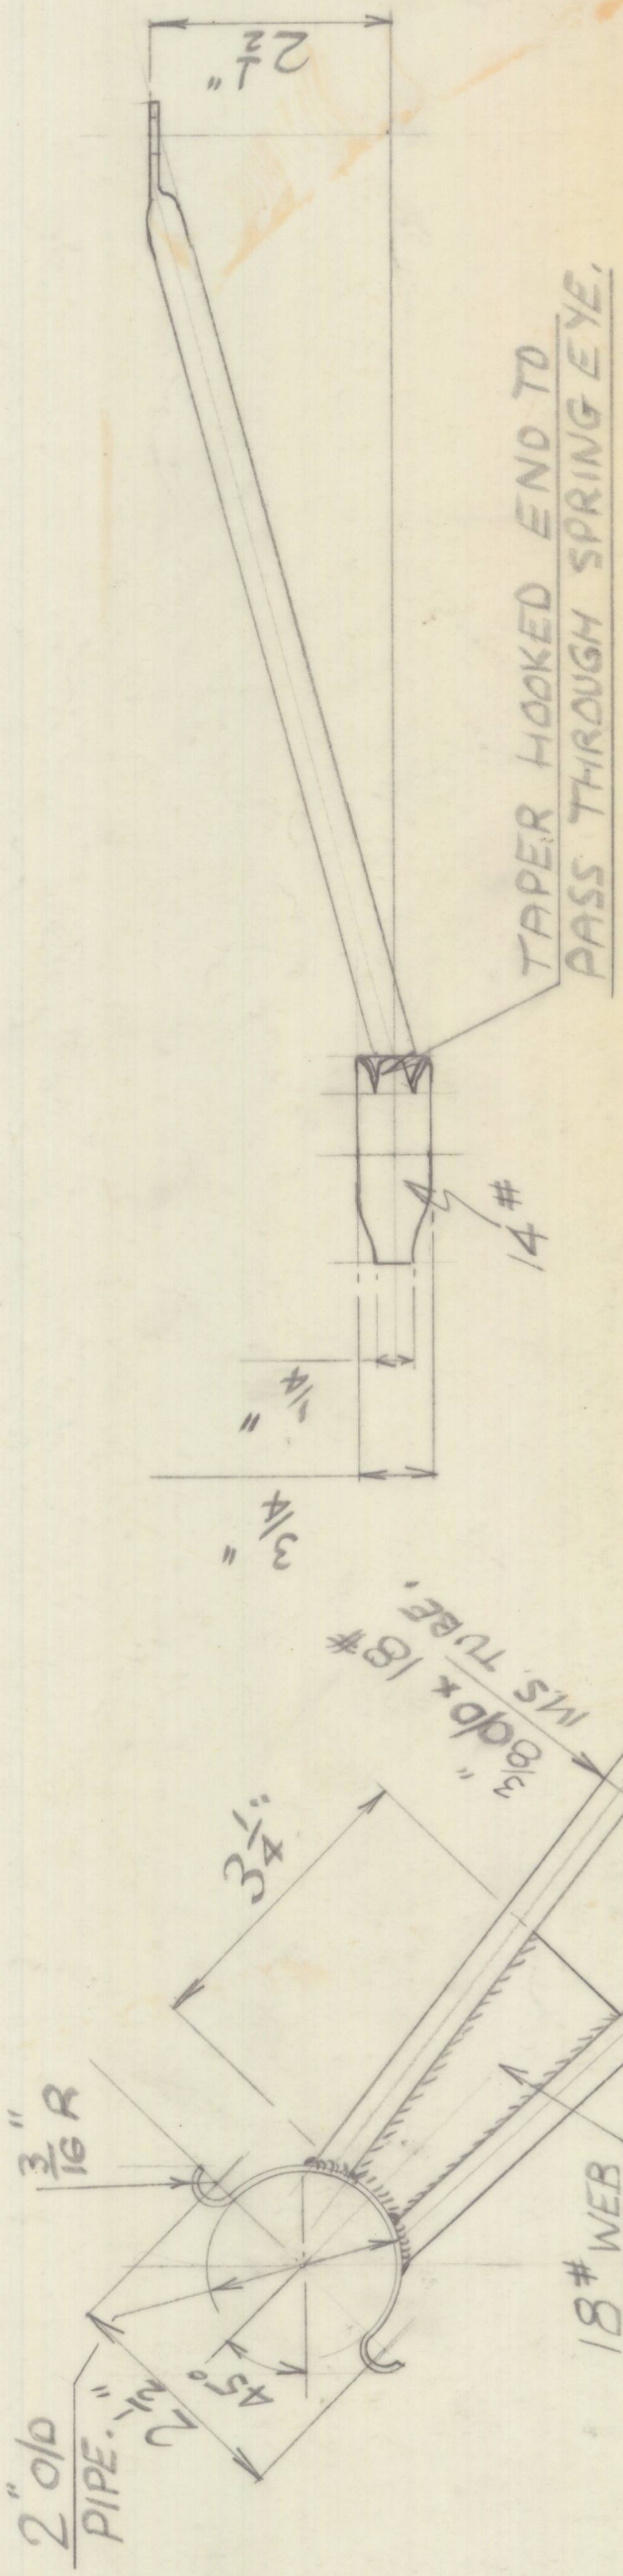 2 1/2"
TAPER HOOKED END TO
PASS THROUGH SPRING EYE.
14#
1/4"
3/4"
3/8" O/D x 18#
M.S. TUBE.
3 1/4"
3/16" R
2" O/D
PIPE.
2 1/2"
45°
18# WEB